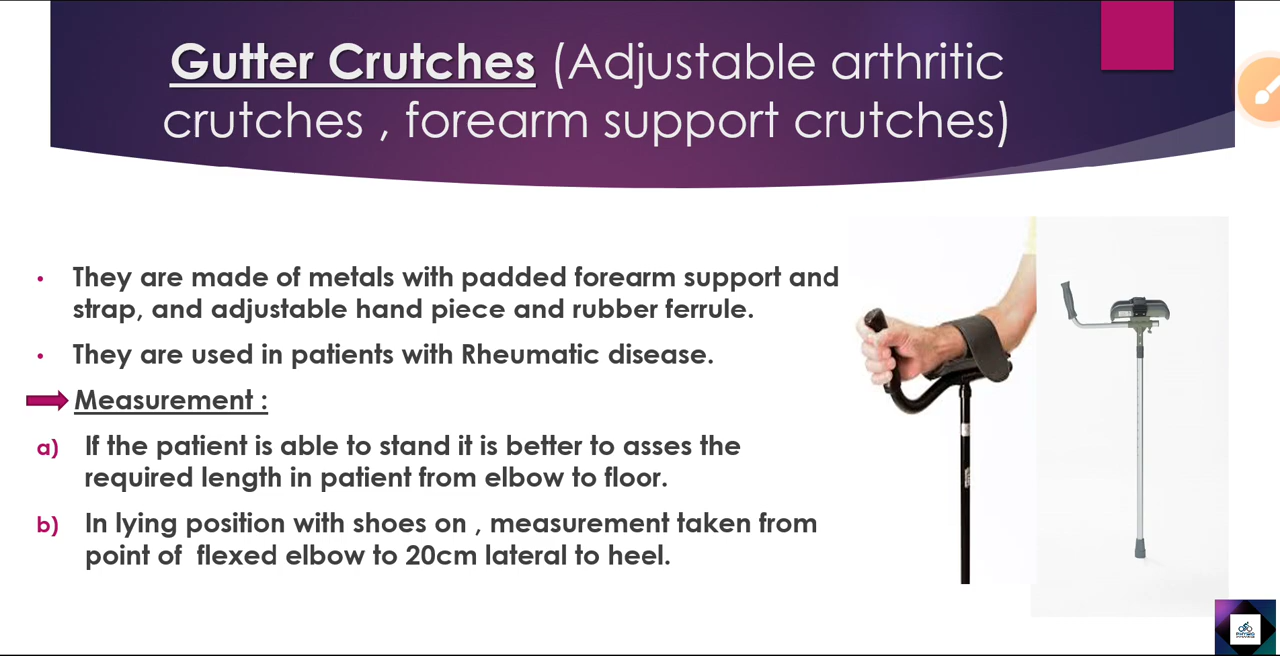 Gutter Crutches (Adjustable arthritic
crutches , forearm support crutches)
• They are made of metals with padded forearm support and
strap, and adjustable hand piece and rubber ferrule.
• They are used in patients with Rheumatic disease.
Measurement :
a) If the patient is able to stand it is better to asses the
required length in patient from elbow to floor.
b) In lying position with shoes on , measurement taken from
point of flexed elbow to 20cm lateral to heel.
PHYSIO